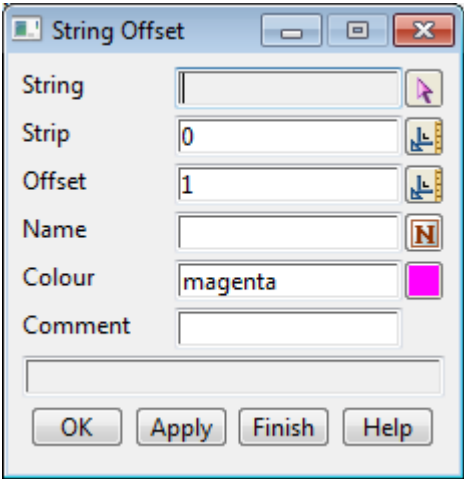 String Offset
String
Strip 0
Offset 1
Name N
Colour magenta
Comment
OK Apply Finish Help